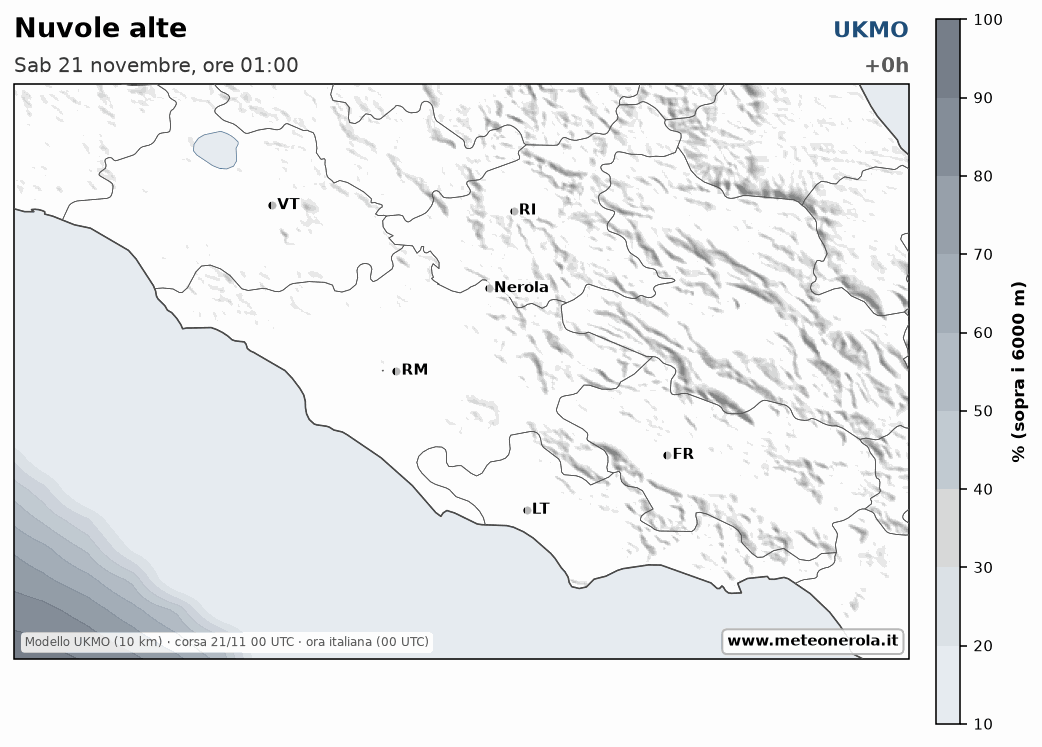 Nuvole alte
UKMO
Sab 21 novembre, ore 01:00
+0h
100
90
80
70
60
50
40
30
20
10
% (sopra i 6000 m)
VT
RI
Nerola
RM
FR
LT
Modello UKMO (10 km) · corsa 21/11 00 UTC · ora italiana (00 UTC)
www.meteonerola.it